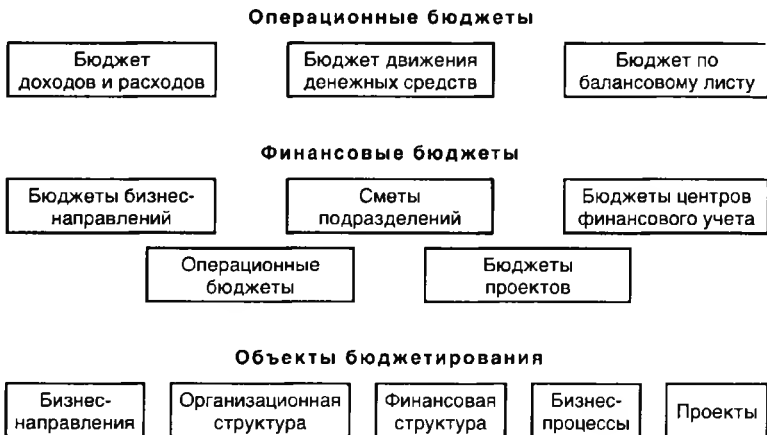 Операционные бюджеты
Бюджет
доходов и расходов
Бюджет движения
денежных средств
Бюджет по
балансовому листу
Финансовые бюджеты
Бюджеты бизнес-
направлений
Сметы
подразделений
Бюджеты центров
финансового учета
Операционные
бюджеты
Бюджеты
проектов
Объекты бюджетирования
Бизнес-
направления
Организационная
структура
Финансовая
структура
Бизнес-
процессы
Проекты